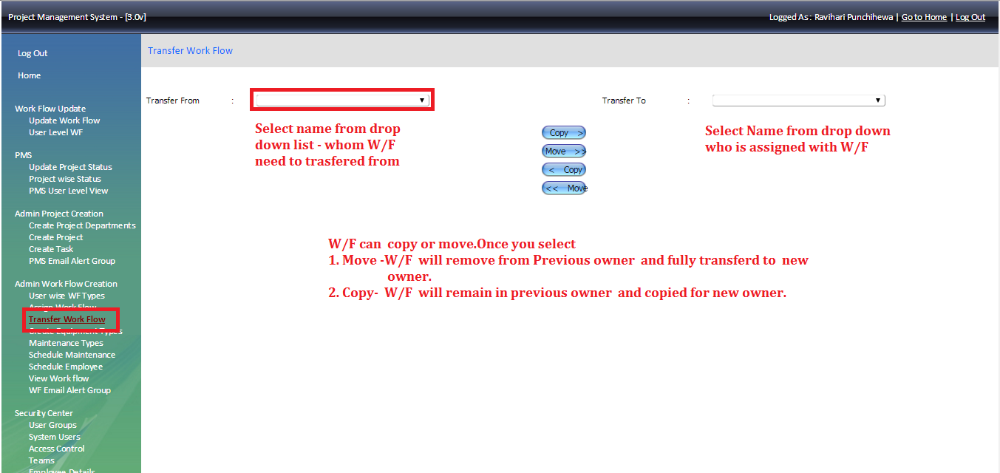 Project Management System - [3.0v]
Logged As : Ravihari Punchihewa | Go to Home | Log Out
Log Out
Home
Work Flow Update
Update Work Flow
User Level WF
PMS
Update Project Status
Project wise Status
PMS User Level View
Admin Project Creation
Create Project Departments
Create Project
Create Task
PMS Email Alert Group
Admin Work Flow Creation
User wise WF Types
Assign Work Flow
Transfer Work Flow
Create Equipment Types
Maintenance Types
Schedule Maintenance
Schedule Employee
View Work flow
WF Email Alert Group
Security Center
User Groups
System Users
Access Control
Teams
Employee Details
Transfer Work Flow
Transfer From :
Select name from drop
down list - whom W/F
need to trasfered from
Copy >
Move >>
< Copy
<< Move
Transfer To :
Select Name from drop down
who is assigned with W/F
W/F can copy or move.Once you select
1. Move -W/F will remove from Previous owner and fully transferd to new
owner.
2. Copy- W/F will remain in previous owner and copied for new owner.